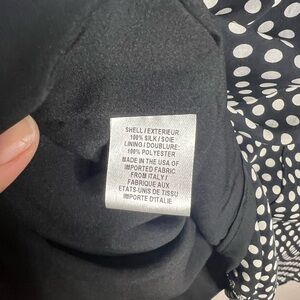 SHELL / EXTERIEUR
100% SILK / SOIE
LINING / DOUBLURE:
100% POLYESTER
MADE IN THE USA OF
IMPORTED FABRIC
FROM ITALY /
FABRIQUE AUX
ETATS-UNIS DE TISSU
IMPORTE D'ITALIE